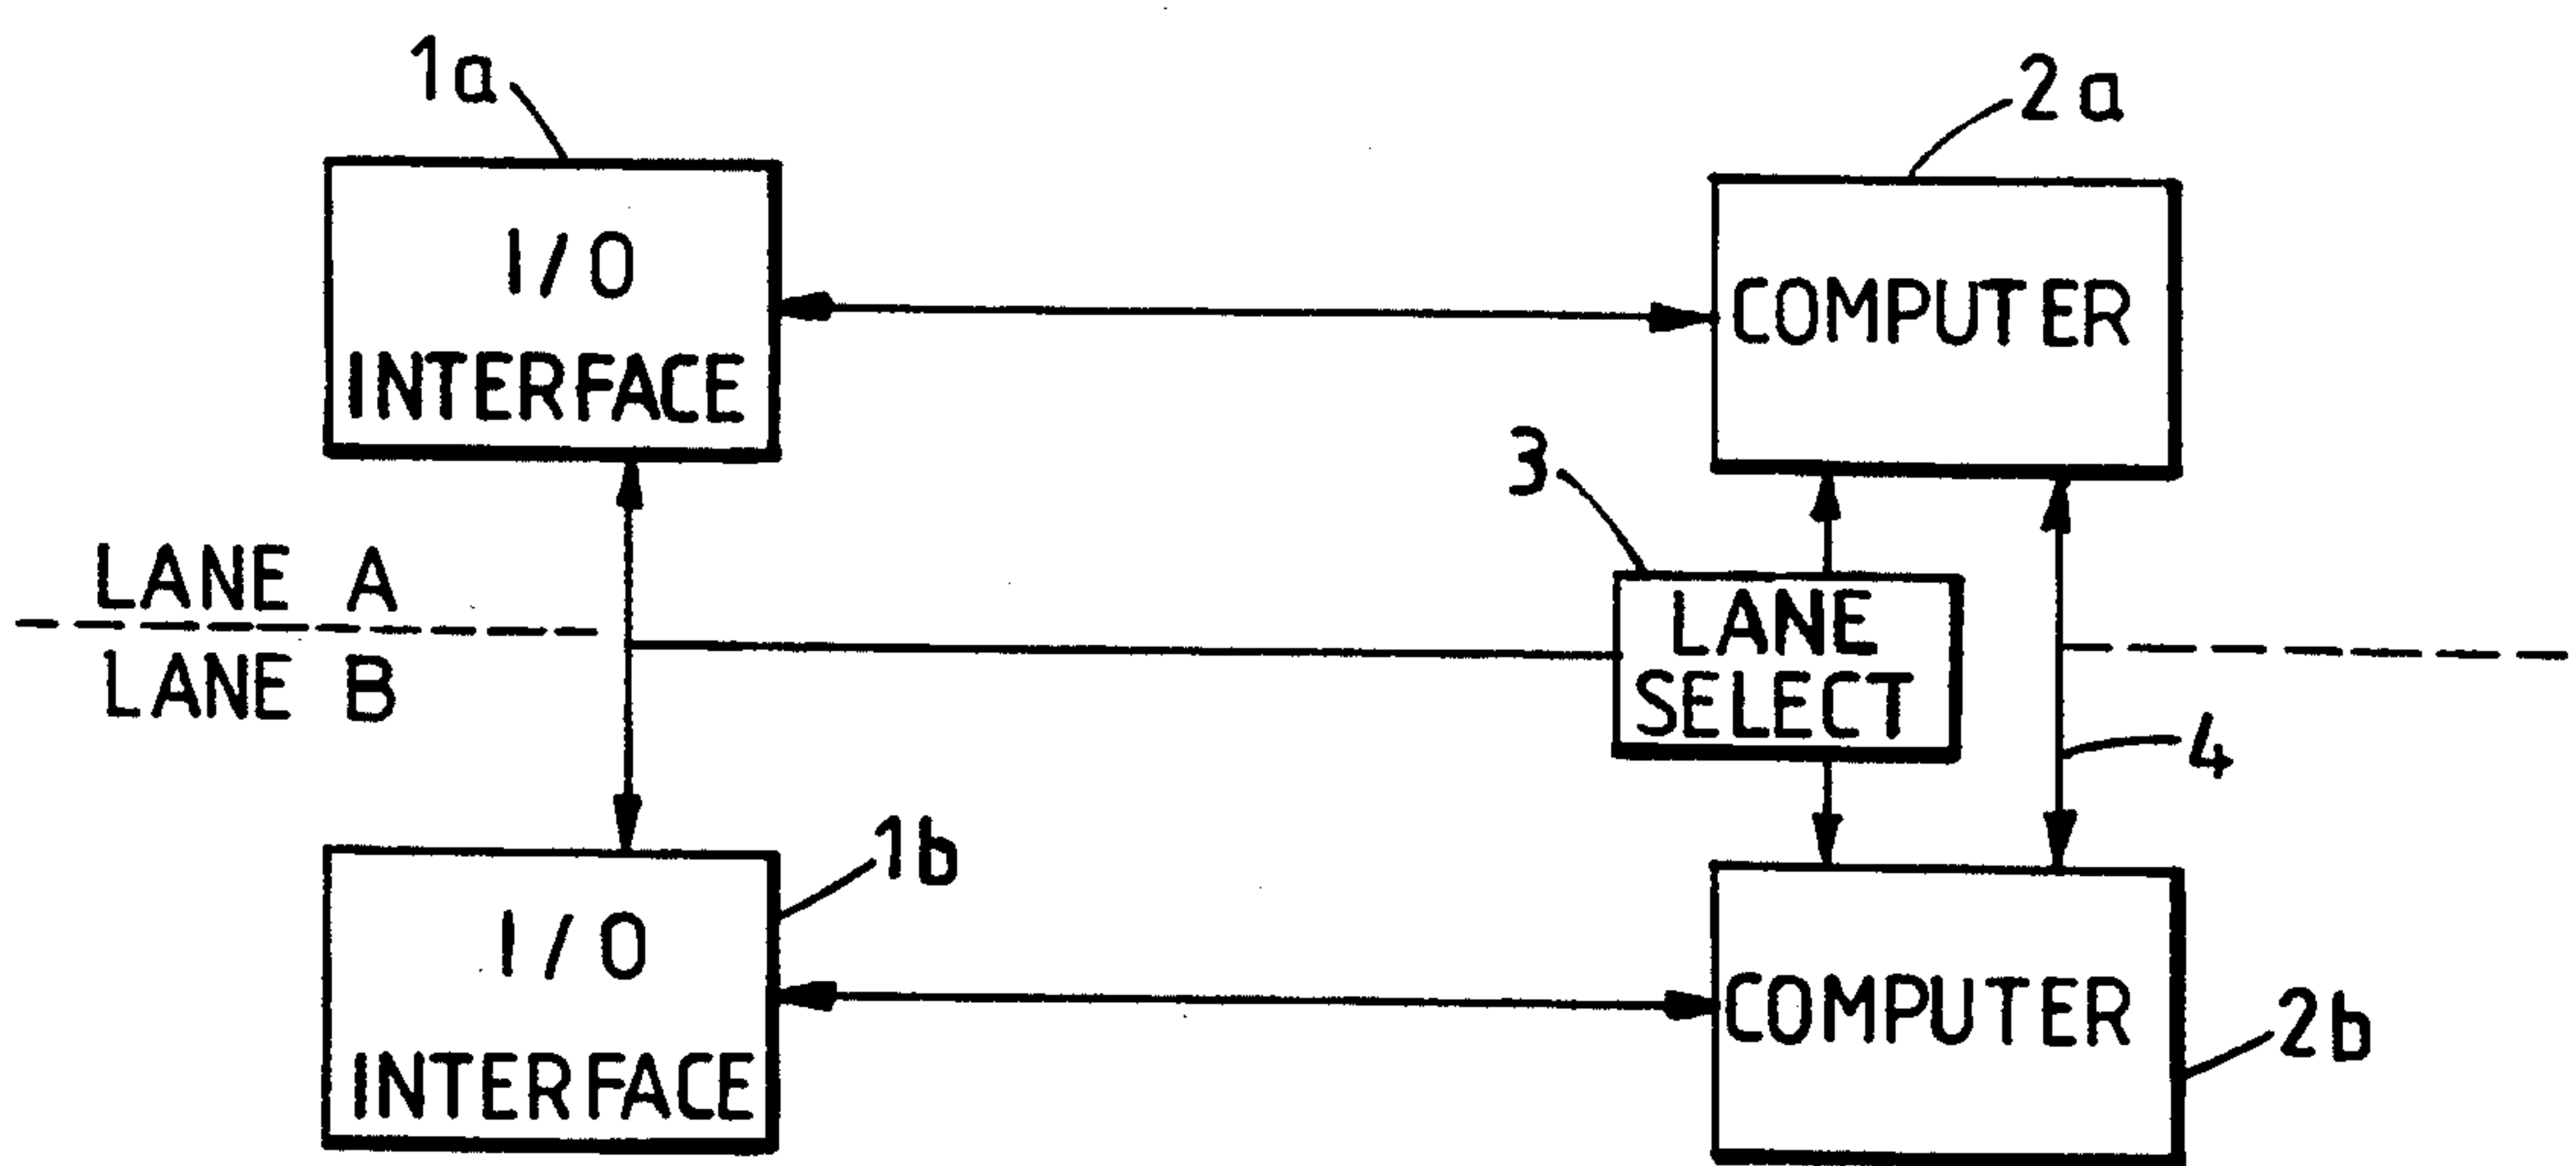 1a
2a
I/O
INTERFACE
COMPUTER
3
LANE A
LANE SELECT
LANE B
4
1b
I/O
INTERFACE
COMPUTER
2b